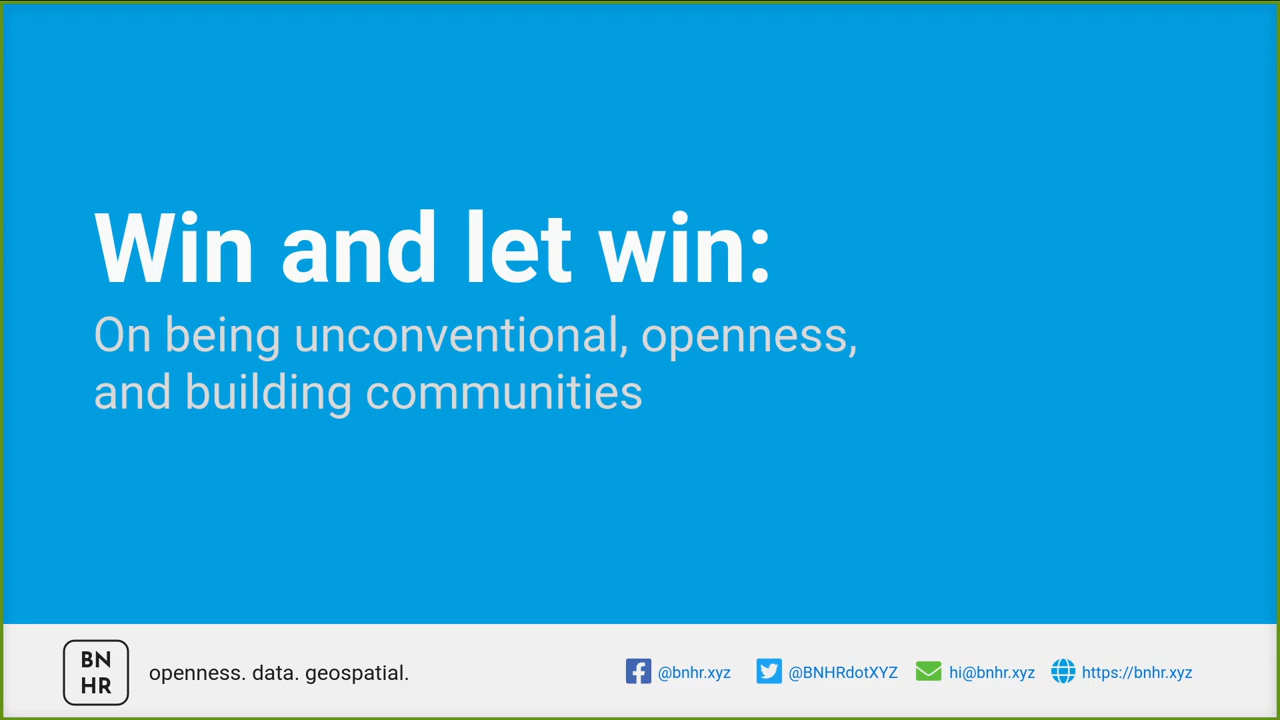 Win and let win:
On being unconventional, openness,
and building communities
BN
HR
openness. data. geospatial.
@bnhr.xyz
@BNHRdotXYZ
hi@bnhr.xyz
https://bnhr.xyz